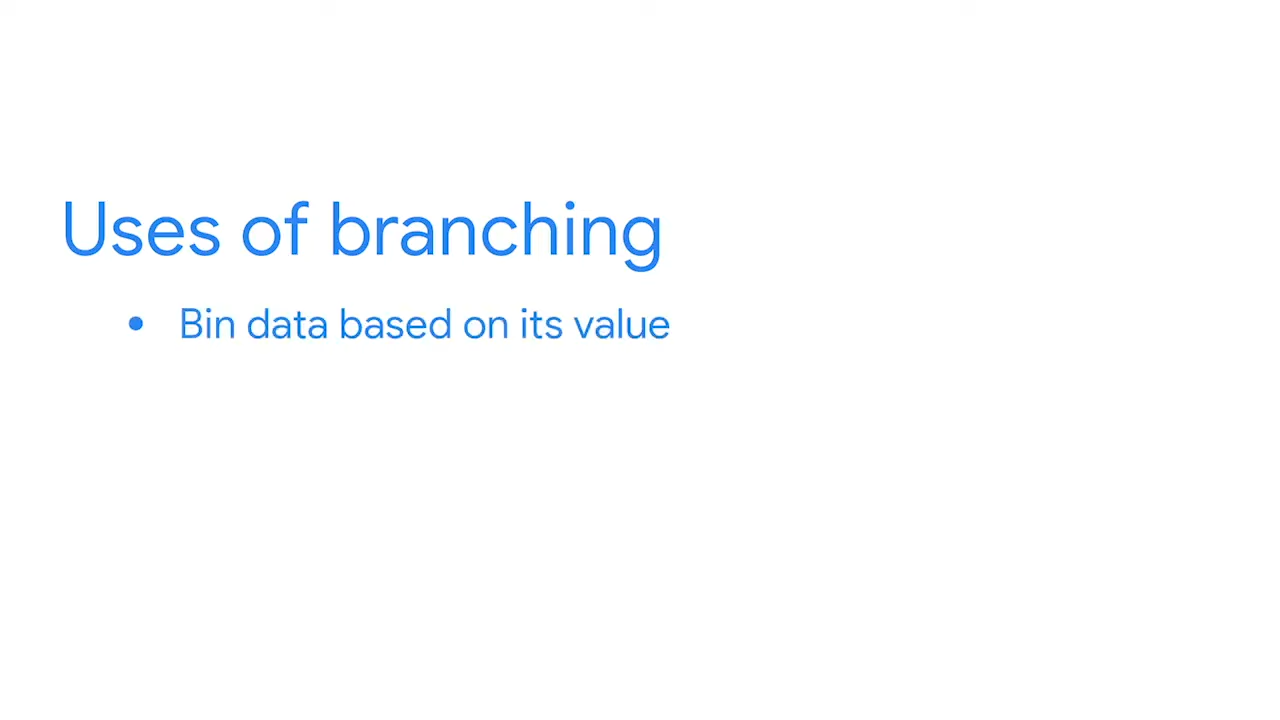 Uses of branching
• Bin data based on its value